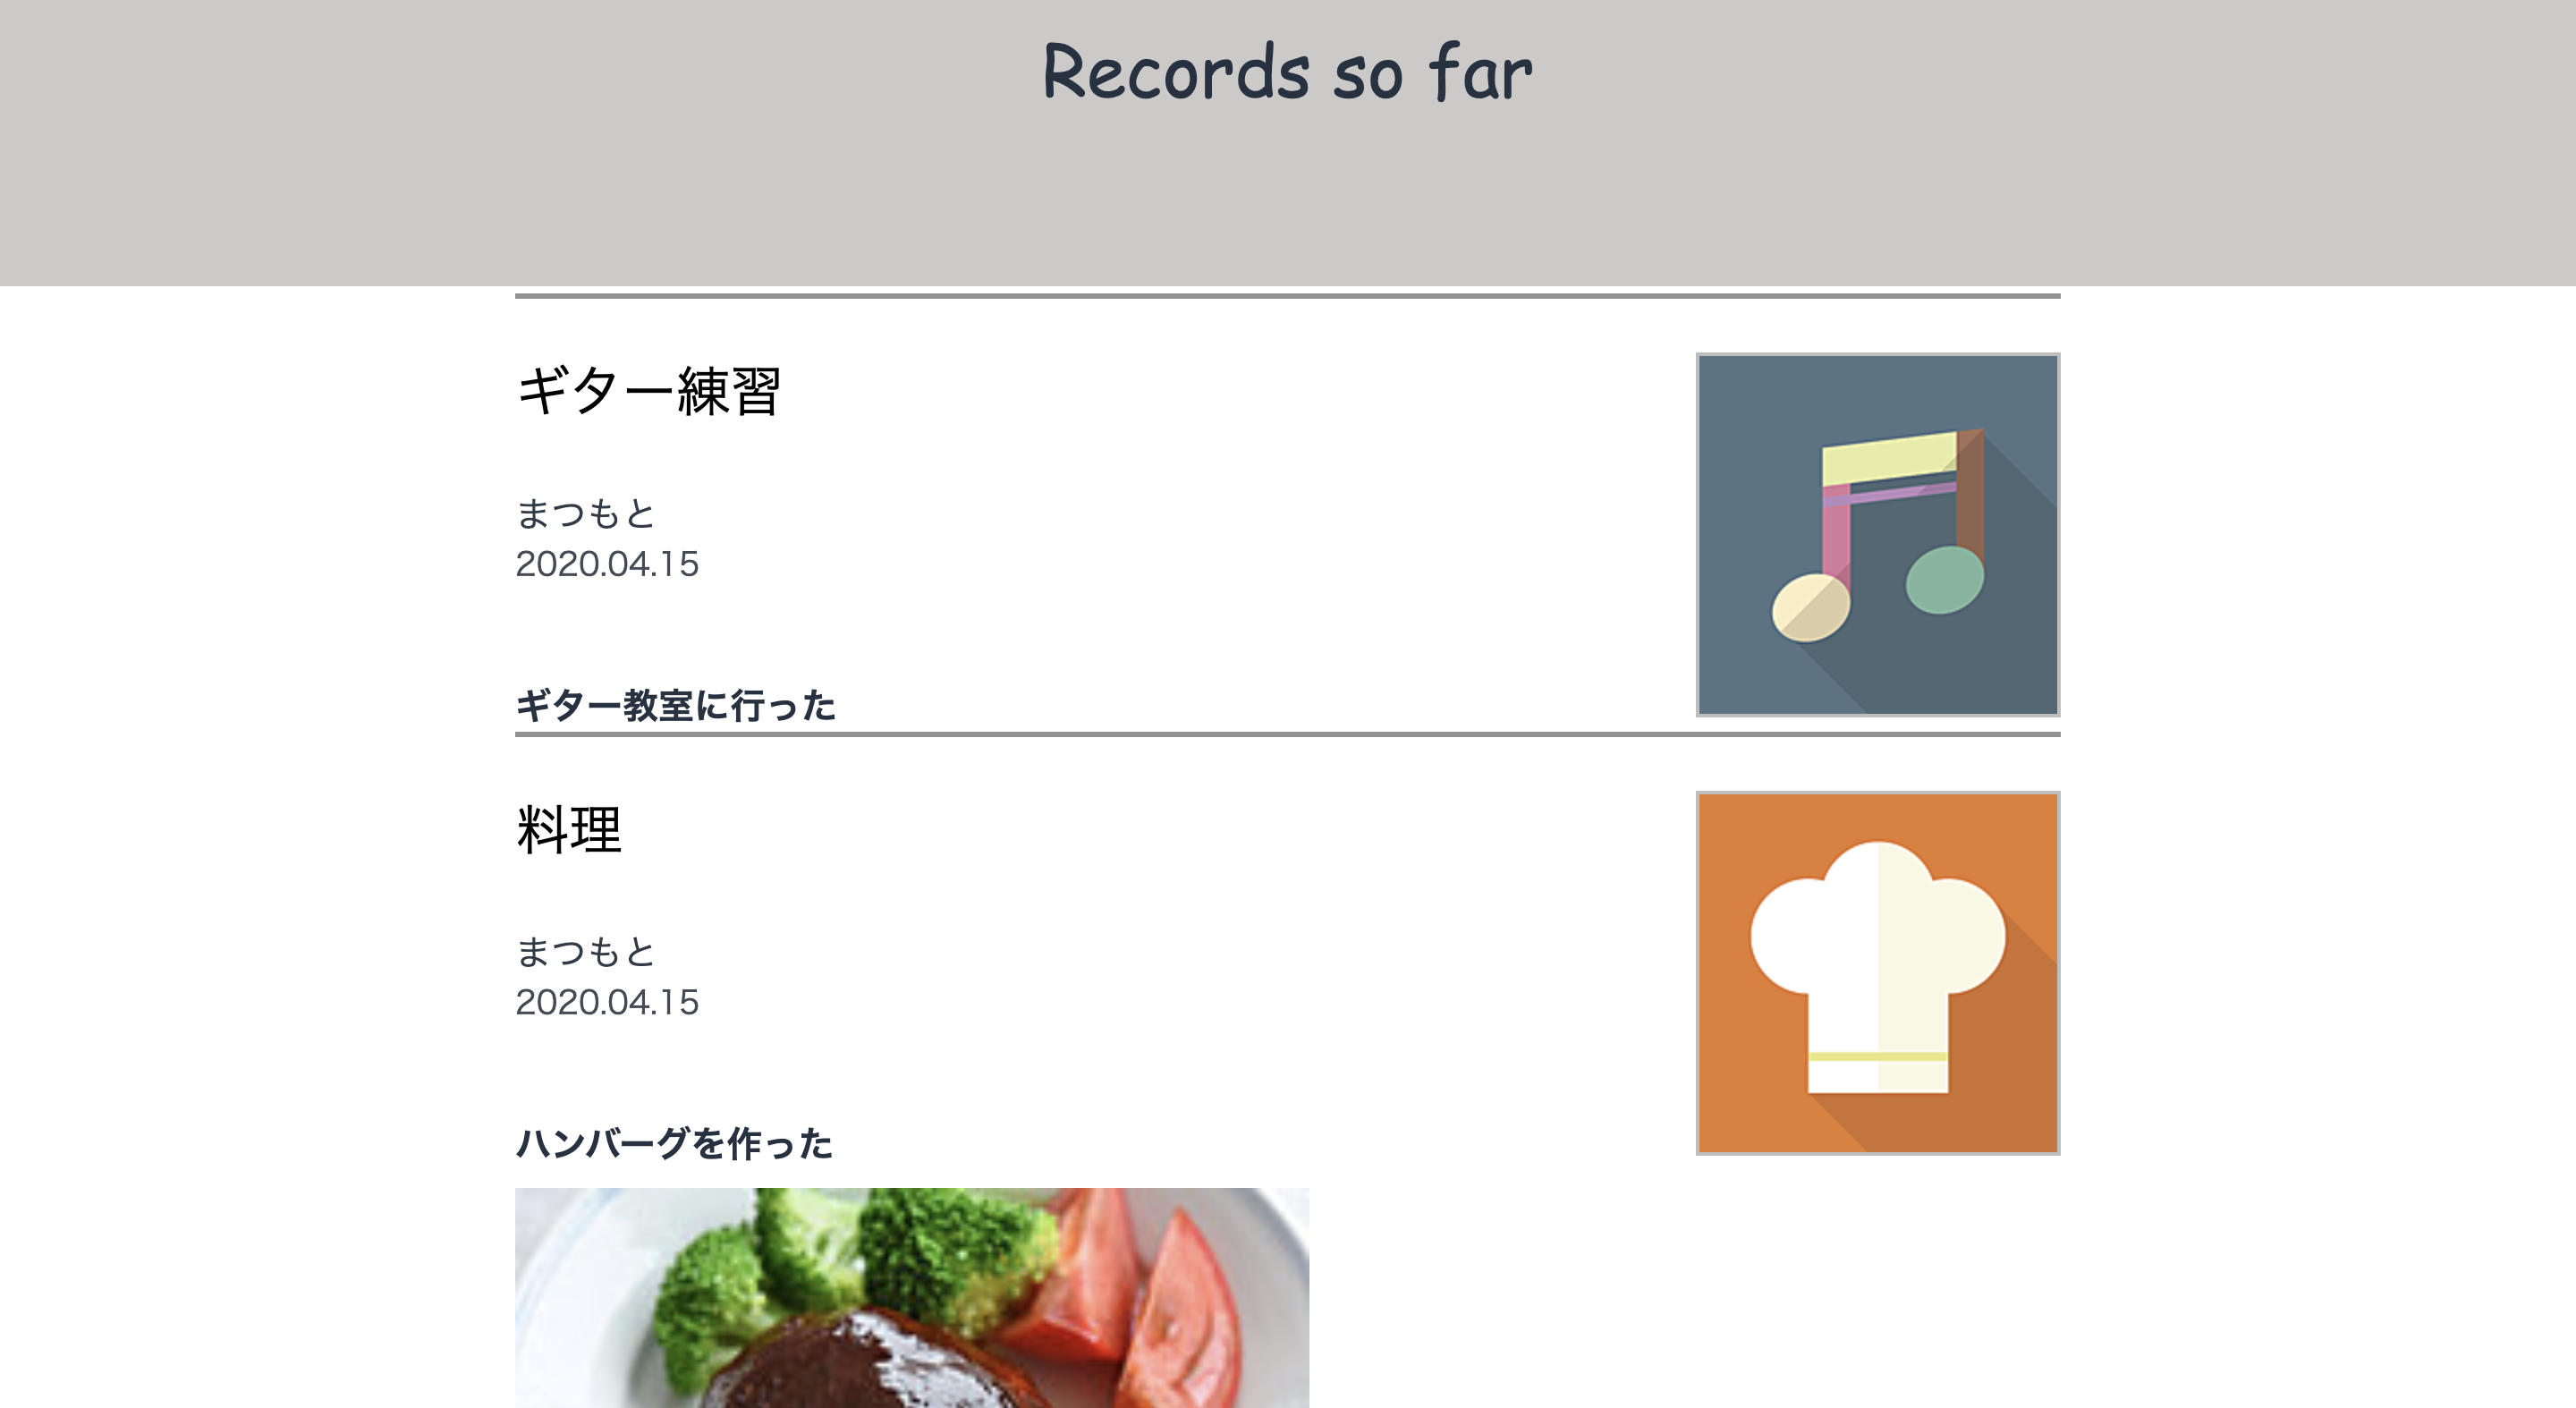 Records so far
ギター練習
まつもと
2020.04.15
ギター教室に行った
料理
まつもと
2020.04.15
ハンバーグを作った